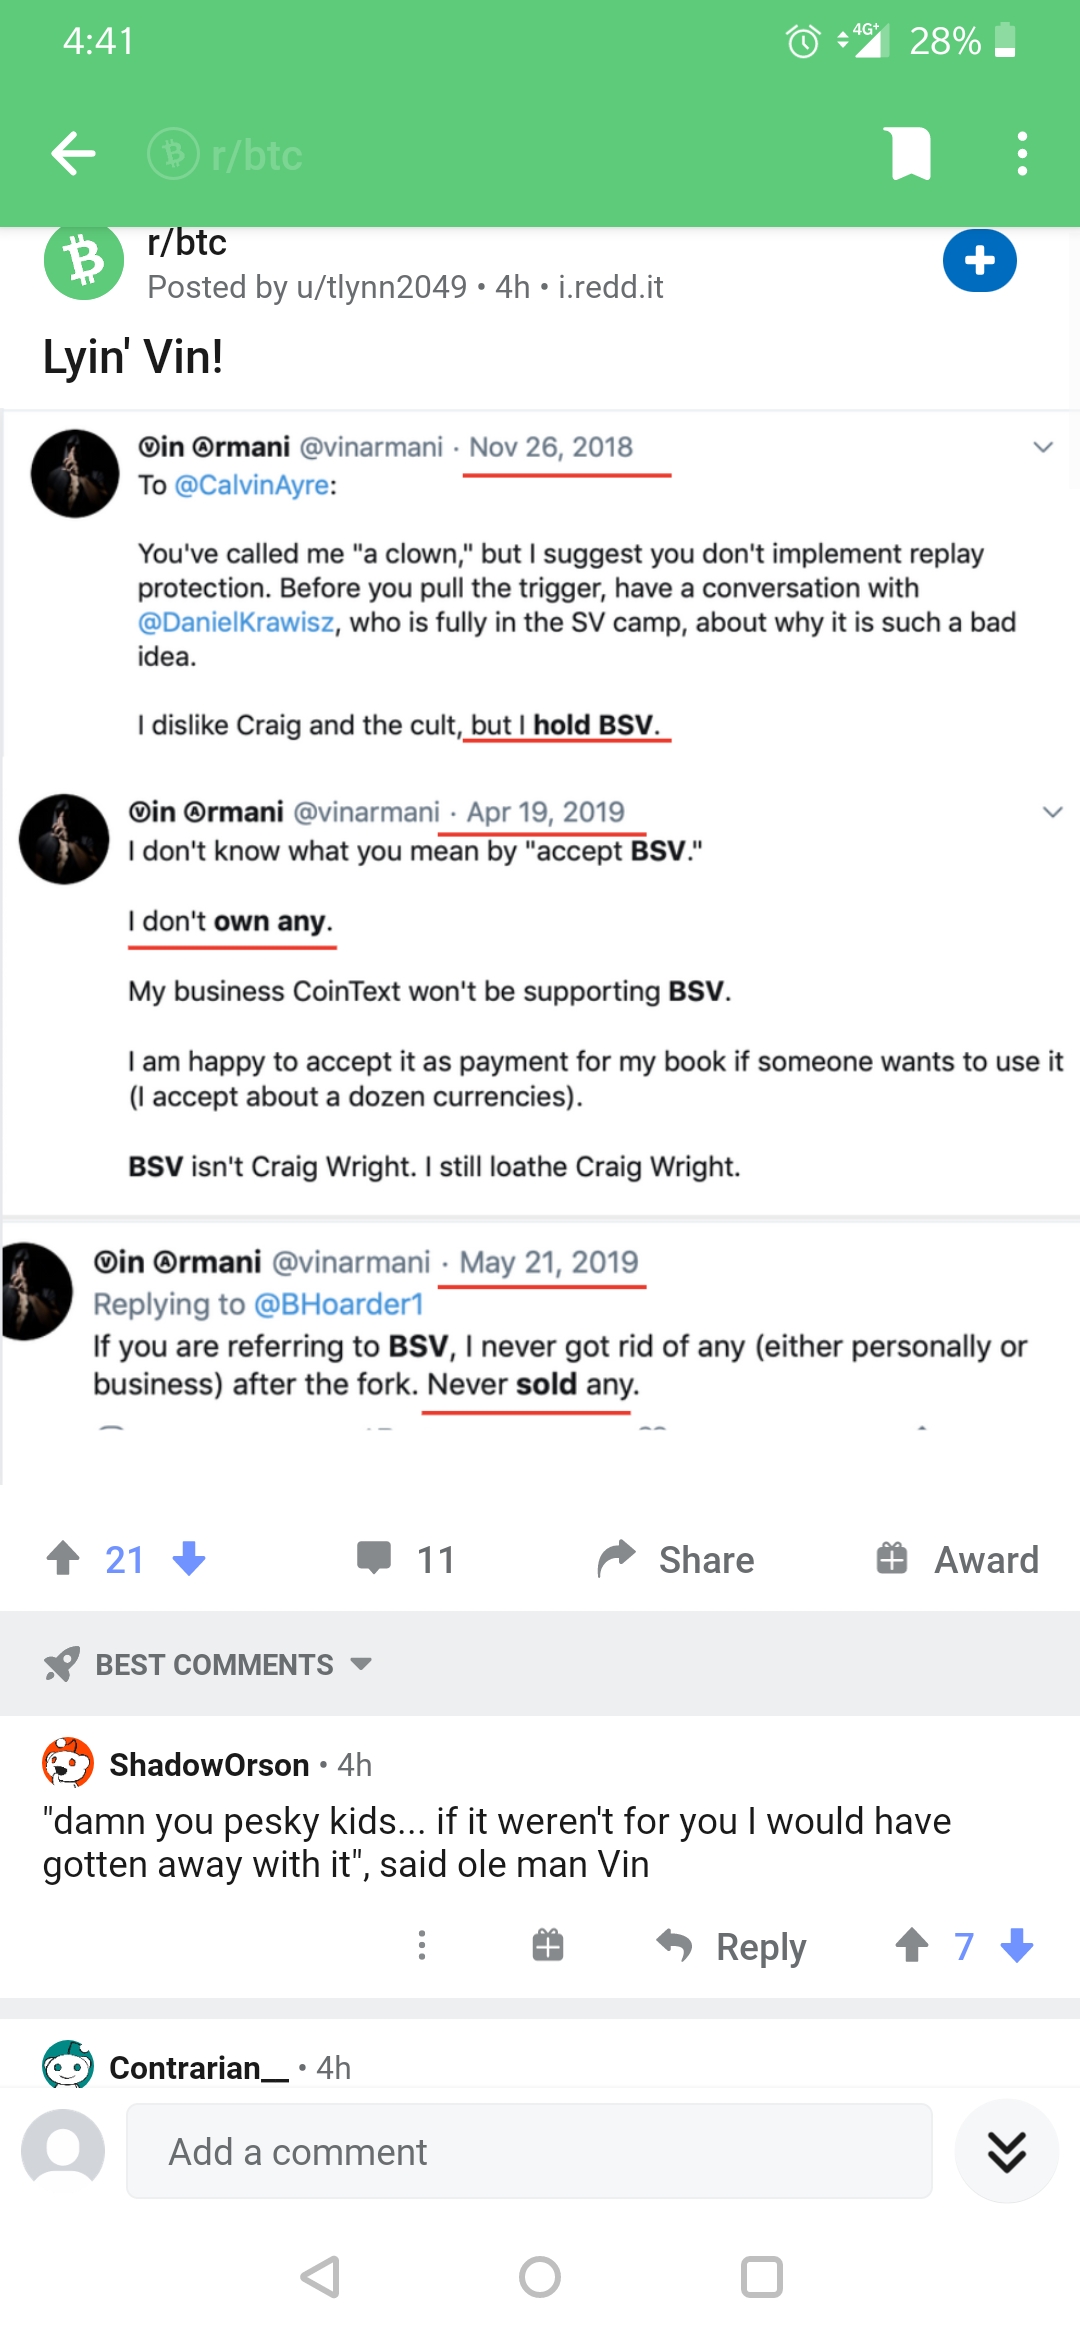 4:41
4G+ 28%
r/btc
r/btc
Posted by u/tlynn2049 • 4h • i.redd.it
Lyin' Vin!
Ⓥin Ⓐrmani @vinarmani · Nov 26, 2018
To @CalvinAyre:
You've called me "a clown," but I suggest you don't implement replay
protection. Before you pull the trigger, have a conversation with
@DanielKrawisz, who is fully in the SV camp, about why it is such a bad
idea.
I dislike Craig and the cult, but I hold BSV.
Ⓥin Ⓐrmani @vinarmani · Apr 19, 2019
I don't know what you mean by "accept BSV."
I don't own any.
My business CoinText won't be supporting BSV.
I am happy to accept it as payment for my book if someone wants to use it
(I accept about a dozen currencies).
BSV isn't Craig Wright. I still loathe Craig Wright.
Ⓥin Ⓐrmani @vinarmani · May 21, 2019
Replying to @BHoarder1
If you are referring to BSV, I never got rid of any (either personally or
business) after the fork. Never sold any.
21 11 Share Award
BEST COMMENTS
ShadowOrson • 4h
"damn you pesky kids... if it weren't for you I would have
gotten away with it", said ole man Vin
Reply 7
Contrarian__ • 4h
Add a comment